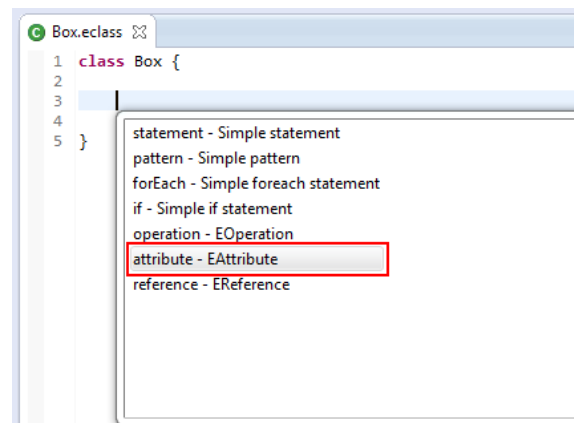 C Box.eclass
1 class Box {
2
3
4
5 }
statement - Simple statement
pattern - Simple pattern
forEach - Simple foreach statement
if - Simple if statement
operation - EOperation
attribute - EAttribute
reference - EReference